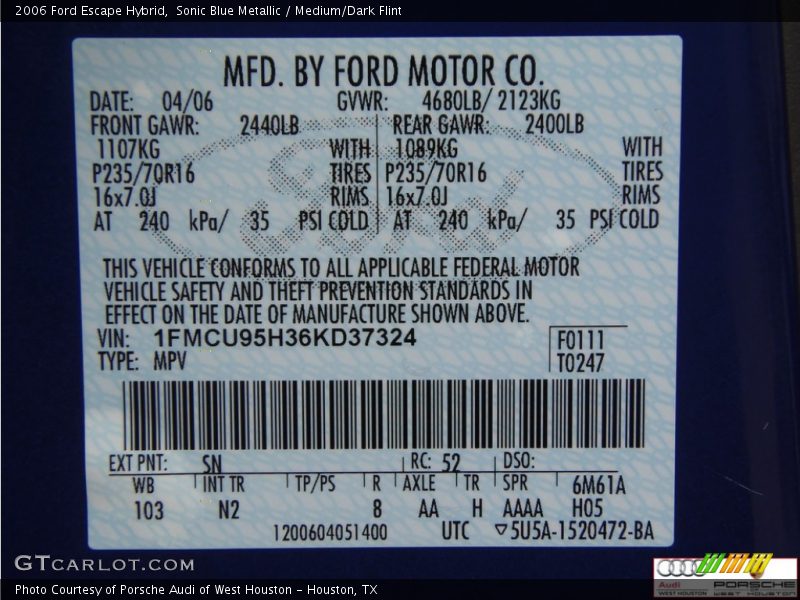 2006 Ford Escape Hybrid, Sonic Blue Metallic / Medium/Dark Flint
MFD. BY FORD MOTOR CO.
DATE: 04/06 GVWR: 4680LB/ 2123KG
FRONT GAWR: 2440LB REAR GAWR: 2400LB
1107KG WITH 1089KG WITH
P235/70R16 TIRES P235/70R16 TIRES
16x7.0J RIMS 16x7.0J RIMS
AT 240 kPa/ 35 PSI COLD AT 240 kPa/ 35 PSI COLD
THIS VEHICLE CONFORMS TO ALL APPLICABLE FEDERAL MOTOR
VEHICLE SAFETY AND THEFT PREVENTION STANDARDS IN
EFFECT ON THE DATE OF MANUFACTURE SHOWN ABOVE.
VIN: 1FMCU95H36KD37324 F0111
TYPE: MPV T0247
EXT PNT: SN RC: 52 DSO:
WB INT TR TP/PS R AXLE TR SPR 6M61A
103 N2 8 AA H AAAA H05
1200604051400 UTC ▽5U5A-1520472-BA
GTCARLOT.COM
Audi PORSCHE
WEST HOUSTON WEST HOUSTON
Photo Courtesy of Porsche Audi of West Houston - Houston, TX